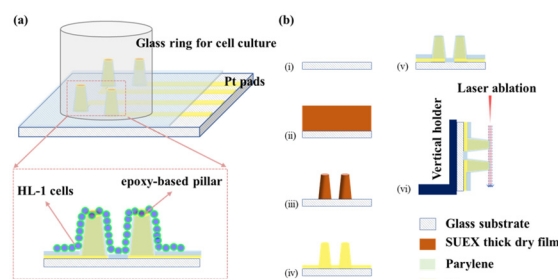 (a)
Glass ring for cell culture
Pt pads
HL-1 cells
epoxy-based pillar
(b)
(i)
(ii)
(iii)
(iv)
(v)
Laser ablation
Vertical holder
(vi)
Glass substrate
SUEX thick dry film
Parylene